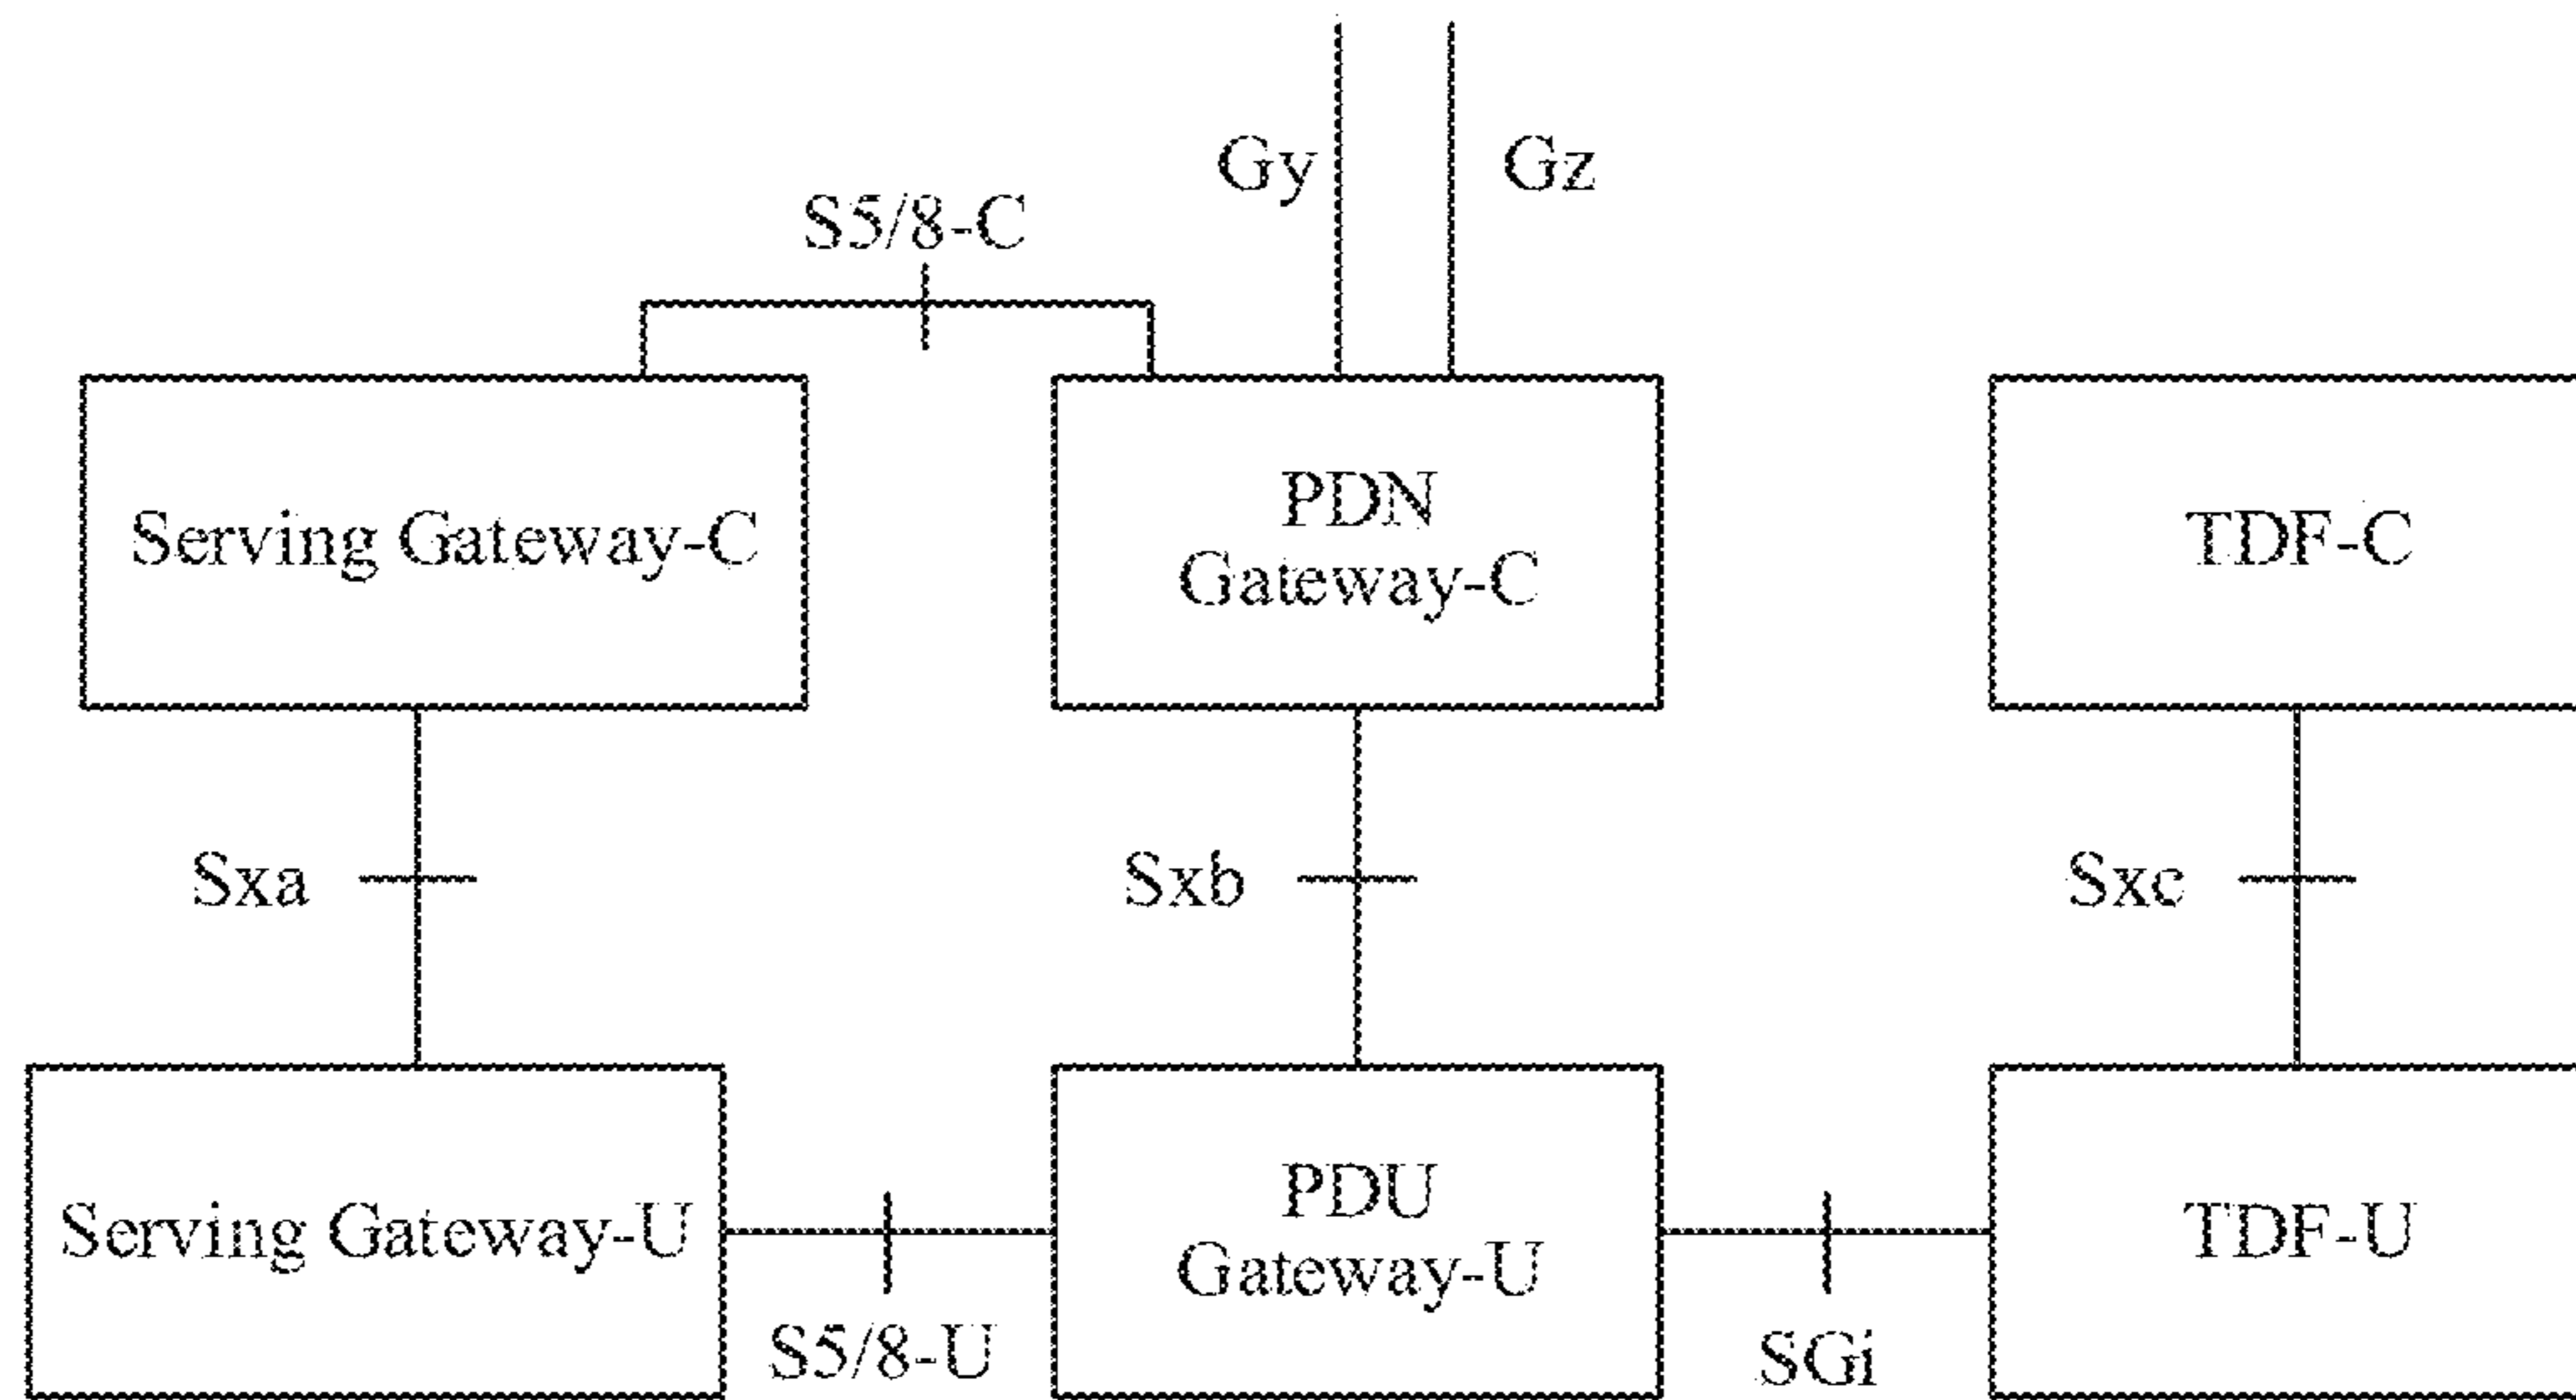 Gy
Gz
S5/8-C
Serving Gateway-C
PDN
Gateway-C
TDF-C
Sxa
Sxb
Sxc
Serving Gateway-U
PDU
Gateway-U
TDF-U
S5/8-U
SGi